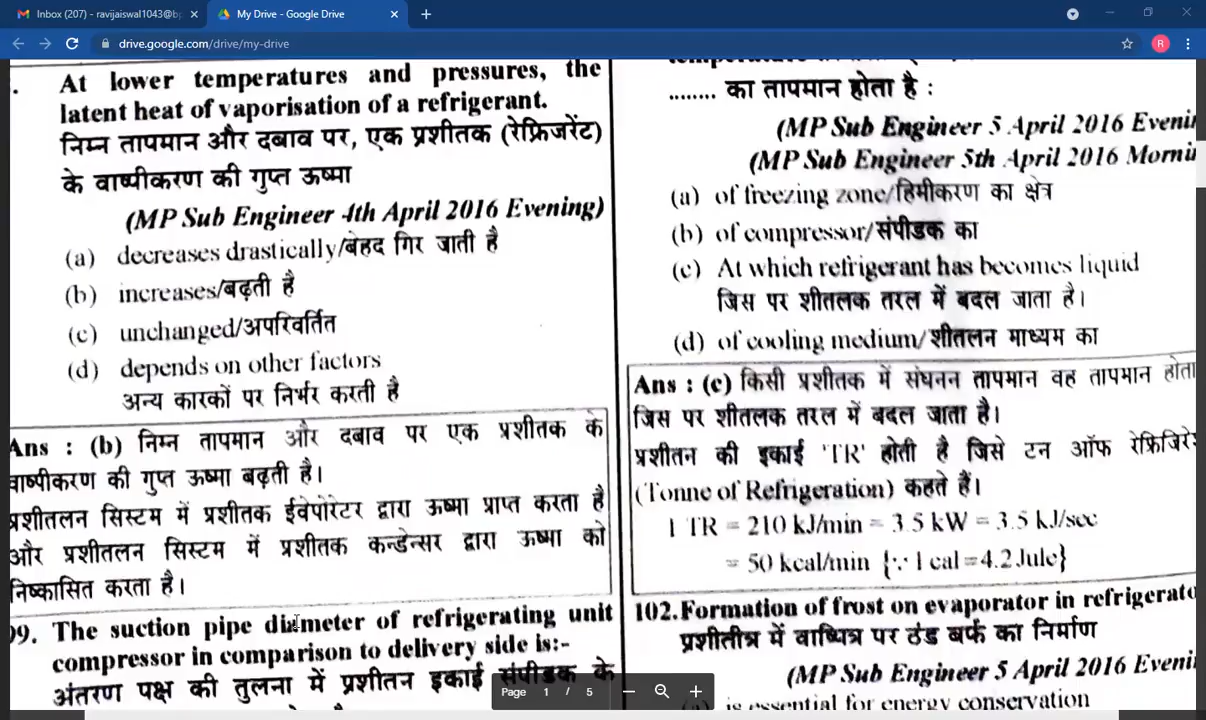 Inbox (207) - ravijaiswal1043@b
My Drive - Google Drive
drive.google.com/drive/my-drive
R
At lower temperatures and pressures, the
latent heat of vaporisation of a refrigerant.
निम्न तापमान और दबाव पर, एक प्रशीतक (रेफ्रिजरेंट)
के वाष्पीकरण की गुप्त ऊष्मा
(MP Sub Engineer 4th April 2016 Evening)
(a) decreases drastically/बेहद गिर जाती है
(b) increases/बढ़ती है
(c) unchanged/अपरिवर्तित
(d) depends on other factors
अन्य कारकों पर निर्भर करती है
Ans : (b) निम्न तापमान और दबाव पर एक प्रशीतक के
वाष्पीकरण की गुप्त ऊष्मा बढ़ती है।
प्रशीतलन सिस्टम में प्रशीतक ईवेपोरेटर द्वारा ऊष्मा प्राप्त करता है
और प्रशीतलन सिस्टम में प्रशीतक कन्डेन्सर द्वारा ऊष्मा को
निष्कासित करता है।
99. The suction pipe diameter of refrigerating unit
compressor in comparison to delivery side is:-
अंतरण पक्ष की तुलना में प्रशीतन इकाई संपीडक के
........ का तापमान होता है :
(MP Sub Engineer 5 April 2016 Eveni
(MP Sub Engineer 5th April 2016 Morni
(a) of freezing zone/हिमीकरण का क्षेत्र
(b) of compressor/संपीडक का
(c) At which refrigerant has becomes liquid
जिस पर शीतलक तरल में बदल जाता है।
(d) of cooling medium/शीतलन माध्यम का
Ans : (c) किसी प्रशीतक में संघनन तापमान वह तापमान होता
जिस पर शीतलक तरल में बदल जाता है।
प्रशीतन की इकाई 'TR' होती है जिसे टन ऑफ रेफ्रिजिरे
(Tonne of Refrigeration) कहते हैं।
1 TR = 210 kJ/min = 3.5 kW = 3.5 kJ/sec
= 50 kcal/min {∵ 1 cal = 4.2 Jule}
102. Formation of frost on evaporator in refrigerato
प्रशीतीत्र में वाष्पित्र पर ठंड बर्फ का निर्माण
(MP Sub Engineer 5 April 2016 Eveni
(a) is essential for energy conservation
Page 1 / 5